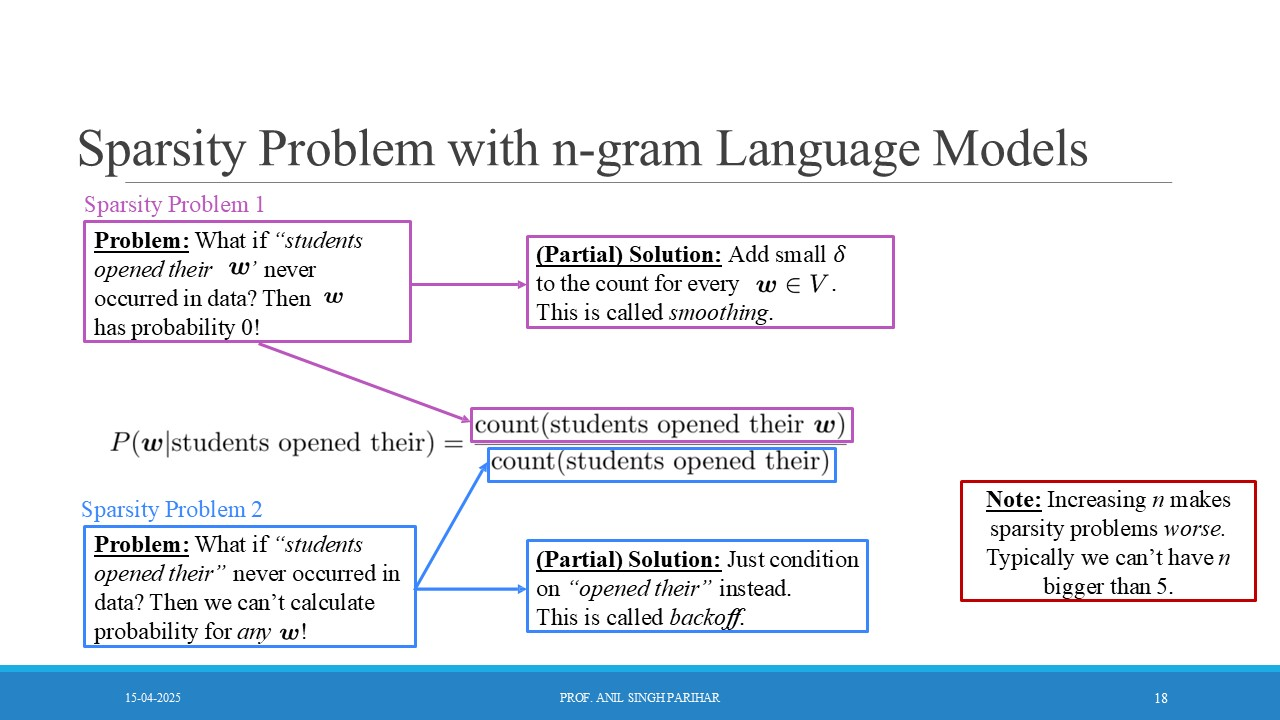 Sparsity Problem with n-gram Language Models
Sparsity Problem 1
Problem: What if “students
opened their w’ never
occurred in data? Then w
has probability 0!
(Partial) Solution: Add small δ
to the count for every w ∈ V.
This is called smoothing.
P(w|students opened their) = count(students opened their w)
count(students opened their)
Sparsity Problem 2
Problem: What if “students
opened their” never occurred in
data? Then we can’t calculate
probability for any w!
(Partial) Solution: Just condition
on “opened their” instead.
This is called backoff.
Note: Increasing n makes
sparsity problems worse.
Typically we can’t have n
bigger than 5.
15-04-2025
PROF. ANIL SINGH PARIHAR
18